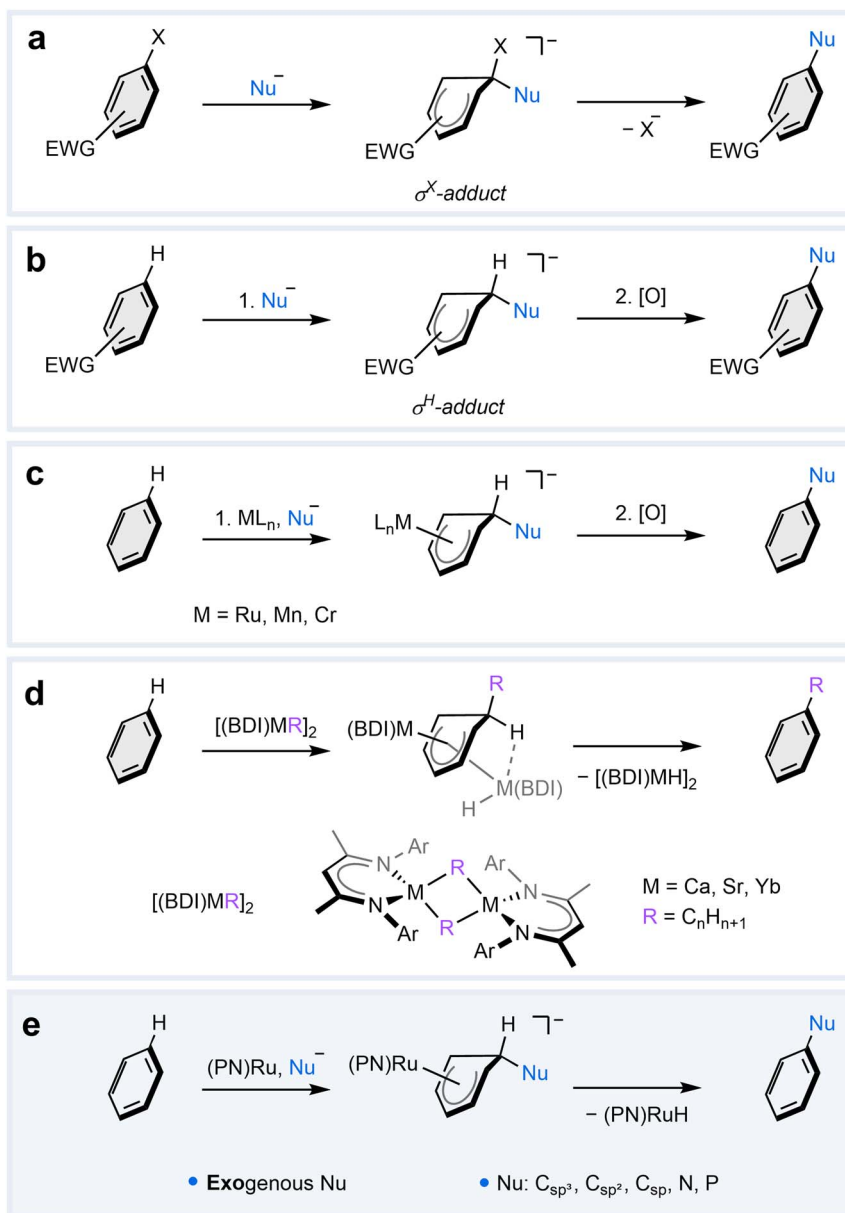 a
X
EWG
Nu⁻
X ⁻
Nu
EWG
σˣ-adduct
− X⁻
Nu
EWG
b
H
EWG
1. Nu⁻
H ⁻
Nu
EWG
σᴴ-adduct
2. [O]
Nu
EWG
c
H
1. MLₙ, Nu⁻
M = Ru, Mn, Cr
LₙM
H ⁻
Nu
2. [O]
Nu
d
H
[(BDI)MR]₂
(BDI)M
R
H
M(BDI)
H
− [(BDI)MH]₂
R
[(BDI)MR]₂
N Ar R Ar N
M M
N R N
Ar Ar
M = Ca, Sr, Yb
R = CₙHₙ₊₁
e
H
(PN)Ru, Nu⁻
(PN)Ru
H ⁻
Nu
− (PN)RuH
Nu
• Exogenous Nu
• Nu: Csp³, Csp², Csp, N, P